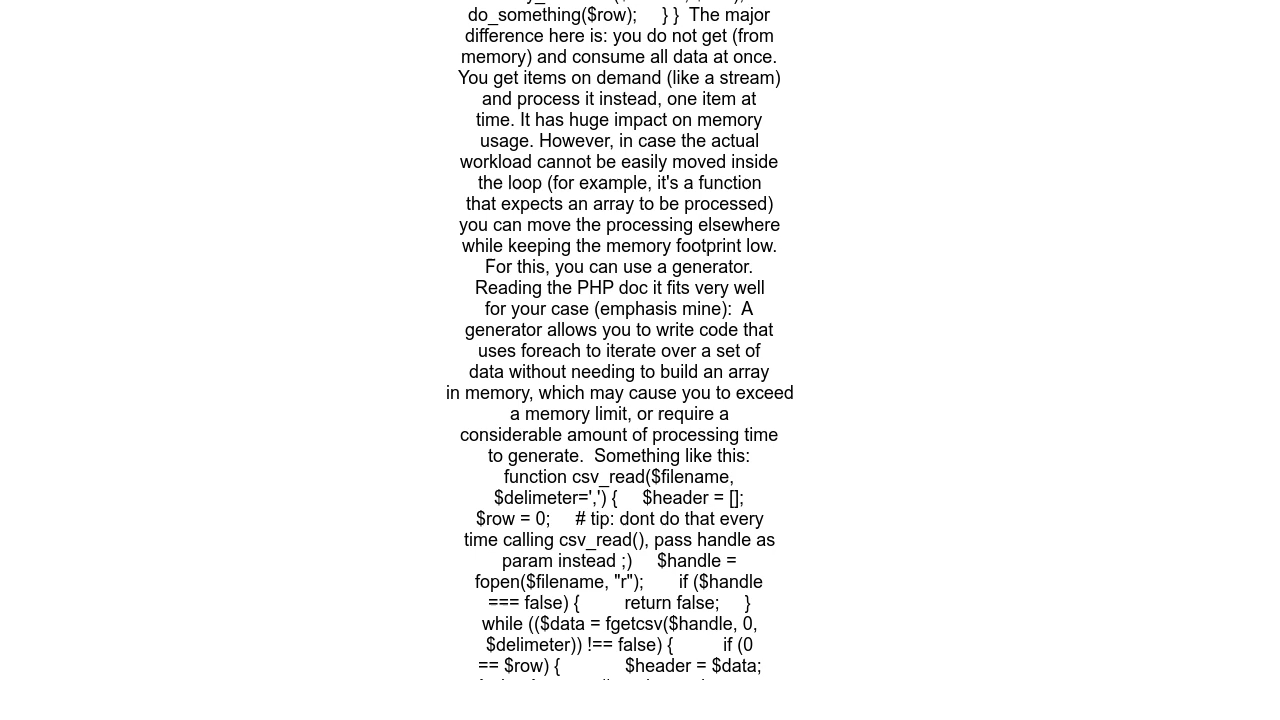 do_something($row);     } }  The major
difference here is: you do not get (from
memory) and consume all data at once.
You get items on demand (like a stream)
and process it instead, one item at
time. It has huge impact on memory
usage. However, in case the actual
workload cannot be easily moved inside
the loop (for example, it's a function
that expects an array to be processed)
you can move the processing elsewhere
while keeping the memory footprint low.
For this, you can use a generator.
Reading the PHP doc it fits very well
for your case (emphasis mine):  A
generator allows you to write code that
uses foreach to iterate over a set of
data without needing to build an array
in memory, which may cause you to exceed
a memory limit, or require a
considerable amount of processing time
to generate.  Something like this:
function csv_read($filename,
$delimeter=',') {     $header = [];
$row = 0;     # tip: dont do that every
time calling csv_read(), pass handle as
param instead ;)     $handle =
fopen($filename, "r");       if ($handle
=== false) {         return false;     }
while (($data = fgetcsv($handle, 0,
$delimeter)) !== false) {          if (0
== $row) {             $header = $data;